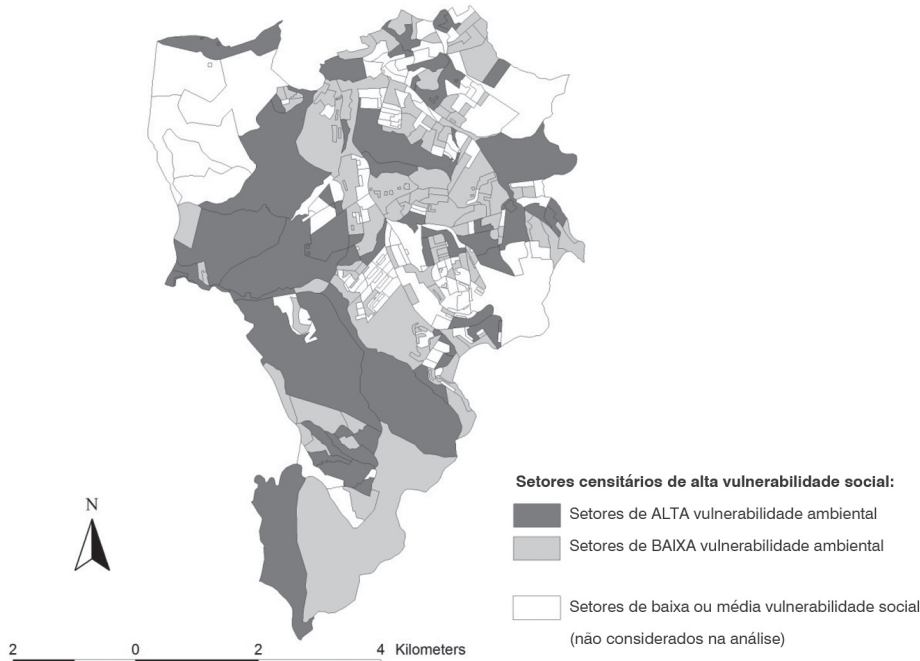 Setores censitários de alta vulnerabilidade social:
Setores de ALTA vulnerabilidade ambiental
Setores de BAIXA vulnerabilidade ambiental
Setores de baixa ou média vulnerabilidade social
(não considerados na análise)
N
2 0 2 4 Kilometers